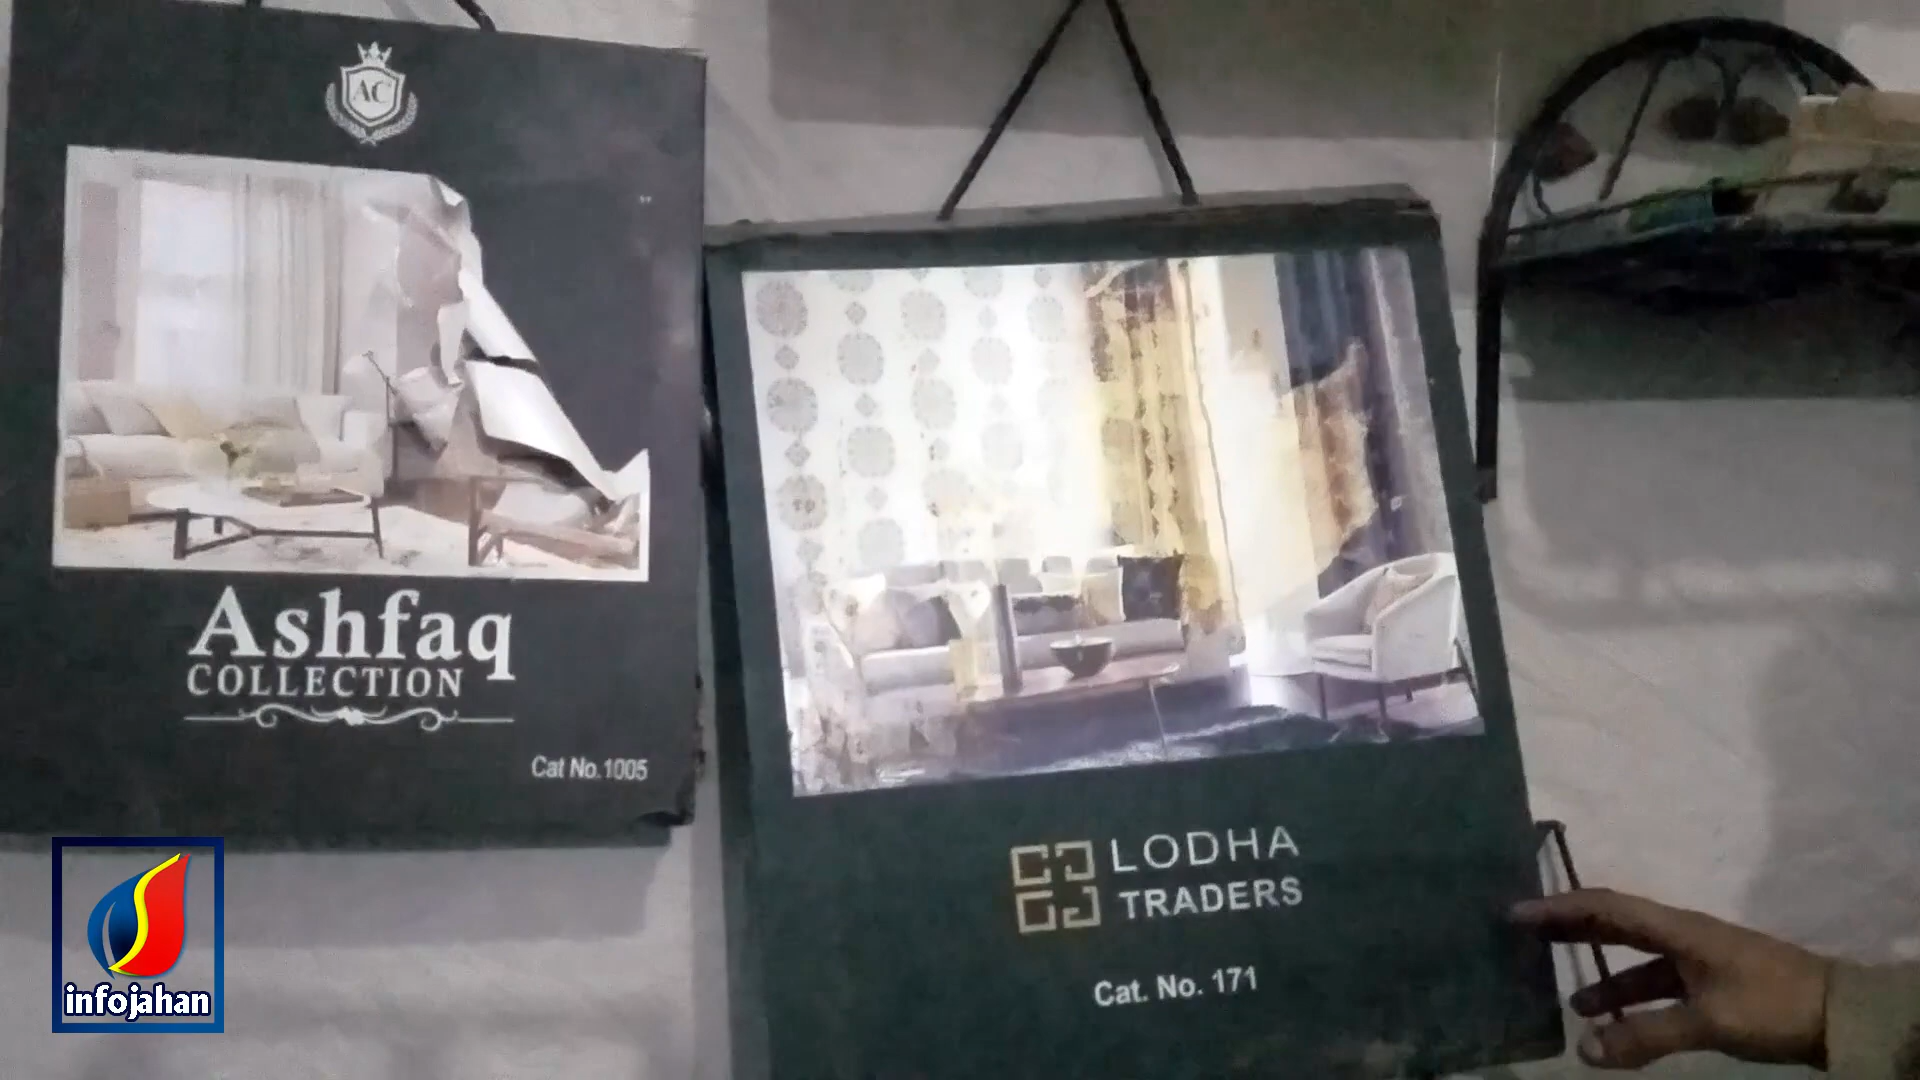 AC
Ashfaq
COLLECTION
Cat No.1005
LODHA
TRADERS
Cat. No. 171
infojahan